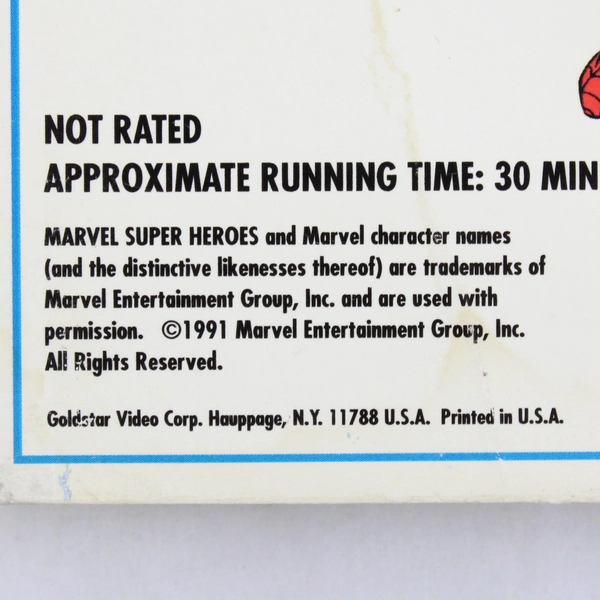 NOT RATED
APPROXIMATE RUNNING TIME: 30 MIN
MARVEL SUPER HEROES and Marvel character names
(and the distinctive likenesses thereof) are trademarks of
Marvel Entertainment Group, Inc. and are used with
permission. ©1991 Marvel Entertainment Group, Inc.
All Rights Reserved.
Goldstar Video Corp. Hauppage, N.Y. 11788 U.S.A. Printed in U.S.A.